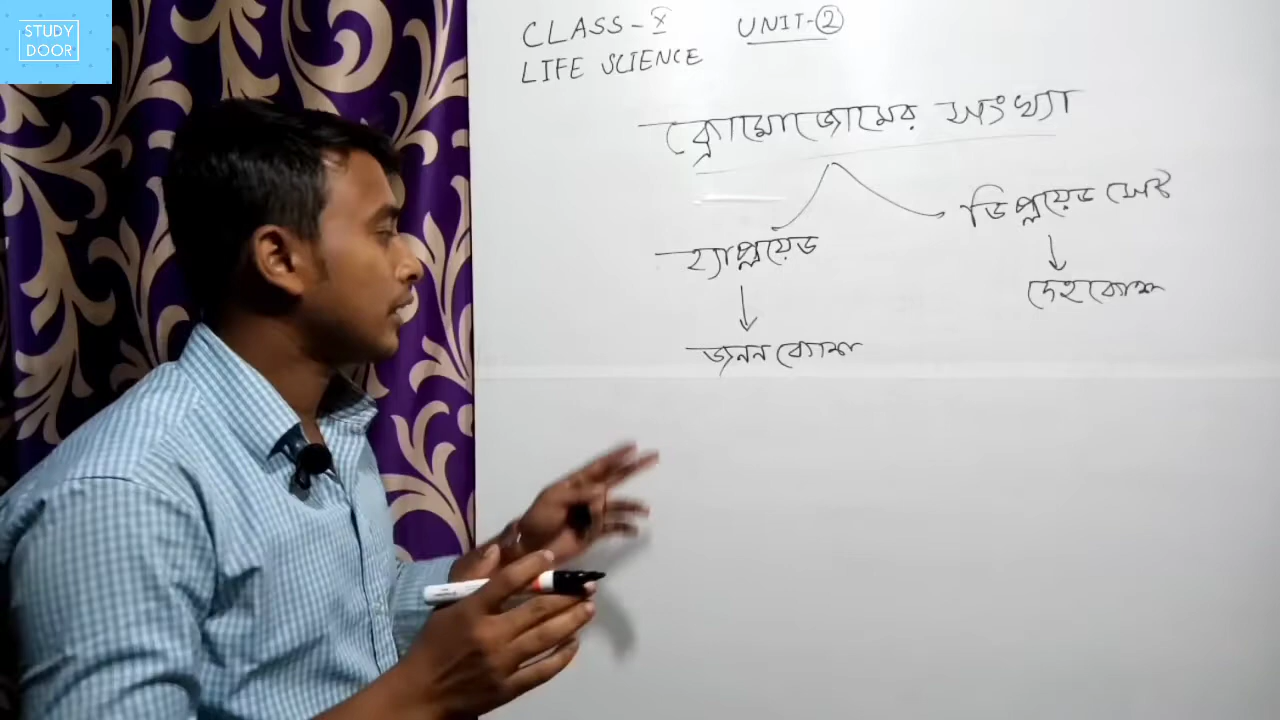 STUDY
DOOR
CLASS-X UNIT-②
LIFE SCIENCE
ক্রোমোজোমের সংখ্যা
হ্যাপ্লয়েড
ডিপ্লয়েড সেট
জনন কোশ
দেহকোশ